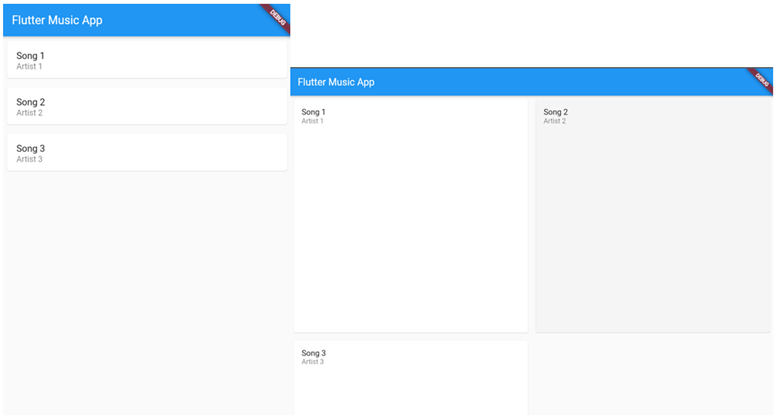 Flutter Music App
DEBUG
Song 1
Artist 1
Song 2
Artist 2
Song 3
Artist 3
Flutter Music App
DEBUG
Song 1
Artist 1
Song 2
Artist 2
Song 3
Artist 3